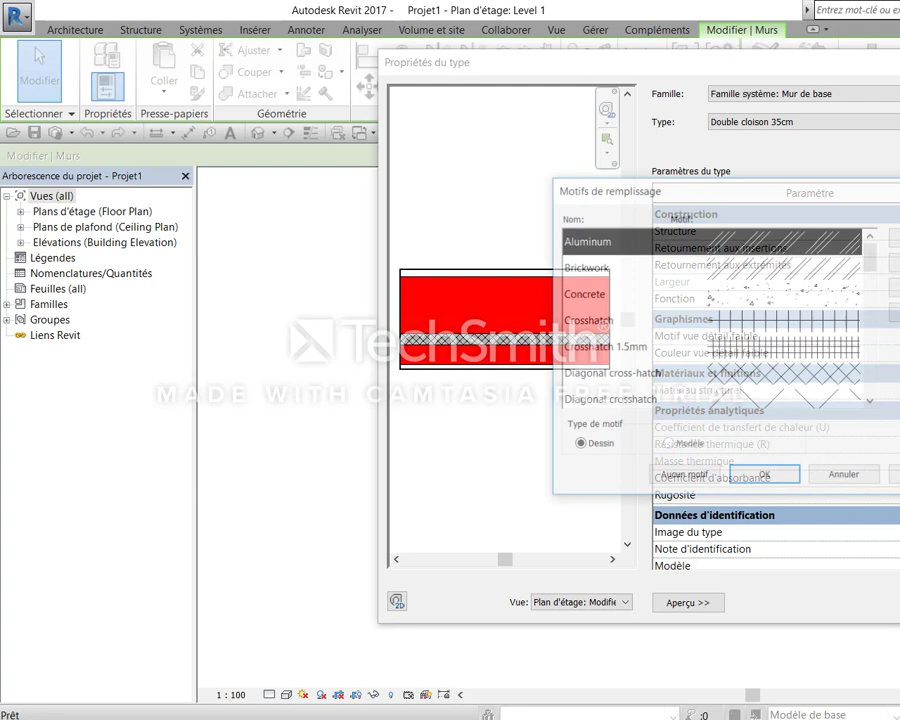 Autodesk Revit 2017 - Projet1 - Plan d'étage: Level 1
Entrez mot-clé ou
Architecture Structure Systèmes Insérer Annoter Analyser Volume et site Collaborer Vue Gérer Compléments Modifier | Murs
Modifier
Coller
Ajuster
Couper
Attacher
Sélectionner Propriétés Presse-papiers Géométrie
Modifier | Murs
Arborescence du projet - Projet1
Vues (all)
Plans d'étage (Floor Plan)
Plans de plafond (Ceiling Plan)
Elévations (Building Elevation)
Légendes
Nomenclatures/Quantités
Feuilles (all)
Familles
Groupes
Liens Revit
Propriétés du type
Famille: Famille système: Mur de base
Type: Double cloison 35cm
Paramètres du type
Motifs de remplissage
Paramètre
Nom:
Motif:
Aluminum
Brickwork
Concrete
Crosshatch
Crosshatch 1.5mm
Diagonal cross-hatch
Diagonal crosshatch
Type de motif
Dessin
Modèle
Aucun motif
OK
Annuler
Construction
Structure
Retournement aux insertions
Retournement aux extrémités
Largeur
Fonction
Graphismes
Motif vue détail faible
Couleur vue détail faible
Matériaux et finitions
Matériau structurel
Propriétés analytiques
Coefficient de transfert de chaleur (U)
Résistance thermique (R)
Masse thermique
Coefficient d'absorbance
Rugosité
Données d'identification
Image du type
Note d'identification
Modèle
TechSmith
MADE WITH CAMTASIA FREE TRIAL
2D
Vue: Plan d'étage: Modifie
Aperçu >>
1 : 100
Prêt
:0
Modèle de base